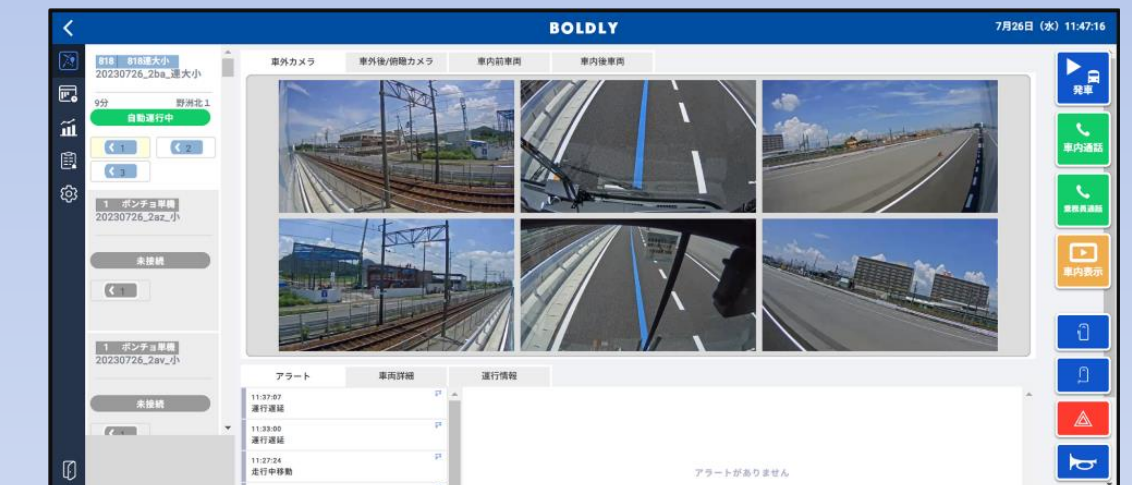 BOLDLY
7月26日（水）11:47:16
818 818連大小
20230726_2ba_連大小
9分 野洲北1
自動運行中
1 2
3
1 ポンチョ単機
20230726_2az_小
未接続
1
1 ポンチョ単機
20230726_2av_小
未接続
1
車外カメラ 車外後/俯瞰カメラ 車内前車両 車内後車両
発車
車内通話
乗務員通話
車内表示
アラート 車両詳細 運行情報
11:37:07
運行遅延
11:33:00
運行遅延
11:27:24
走行中移動
アラートがありません